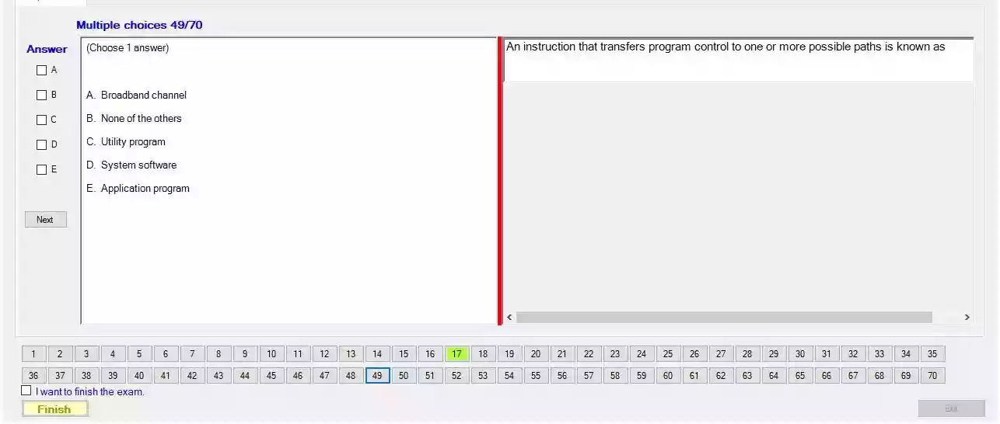 Multiple choices 49/70
Answer
A
B
C
D
E
Next
(Choose 1 answer)
A. Broadband channel
B. None of the others
C. Utility program
D. System software
E. Application program
An instruction that transfers program control to one or more possible paths is known as
1 2 3 4 5 6 7 8 9 10 11 12 13 14 15 16 17 18 19 20 21 22 23 24 25 26 27 28 29 30 31 32 33 34 35
36 37 38 39 40 41 42 43 44 45 46 47 48 49 50 51 52 53 54 55 56 57 58 59 60 61 62 63 64 65 66 67 68 69 70
I want to finish the exam.
Finish
Exit